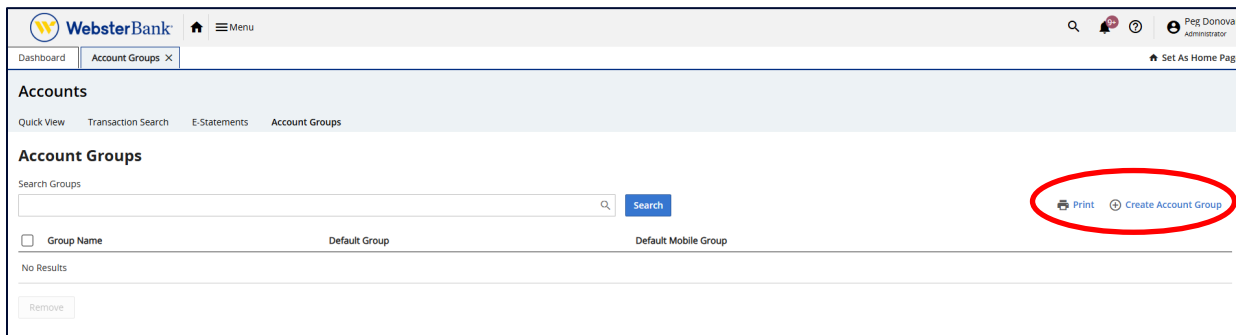 WebsterBank Menu 9+ Peg Donova
Administrator
Dashboard Account Groups Set As Home Pag
Accounts
Quick View Transaction Search E-Statements Account Groups
Account Groups
Search Groups
Search Print Create Account Group
Group Name Default Group Default Mobile Group
No Results
Remove